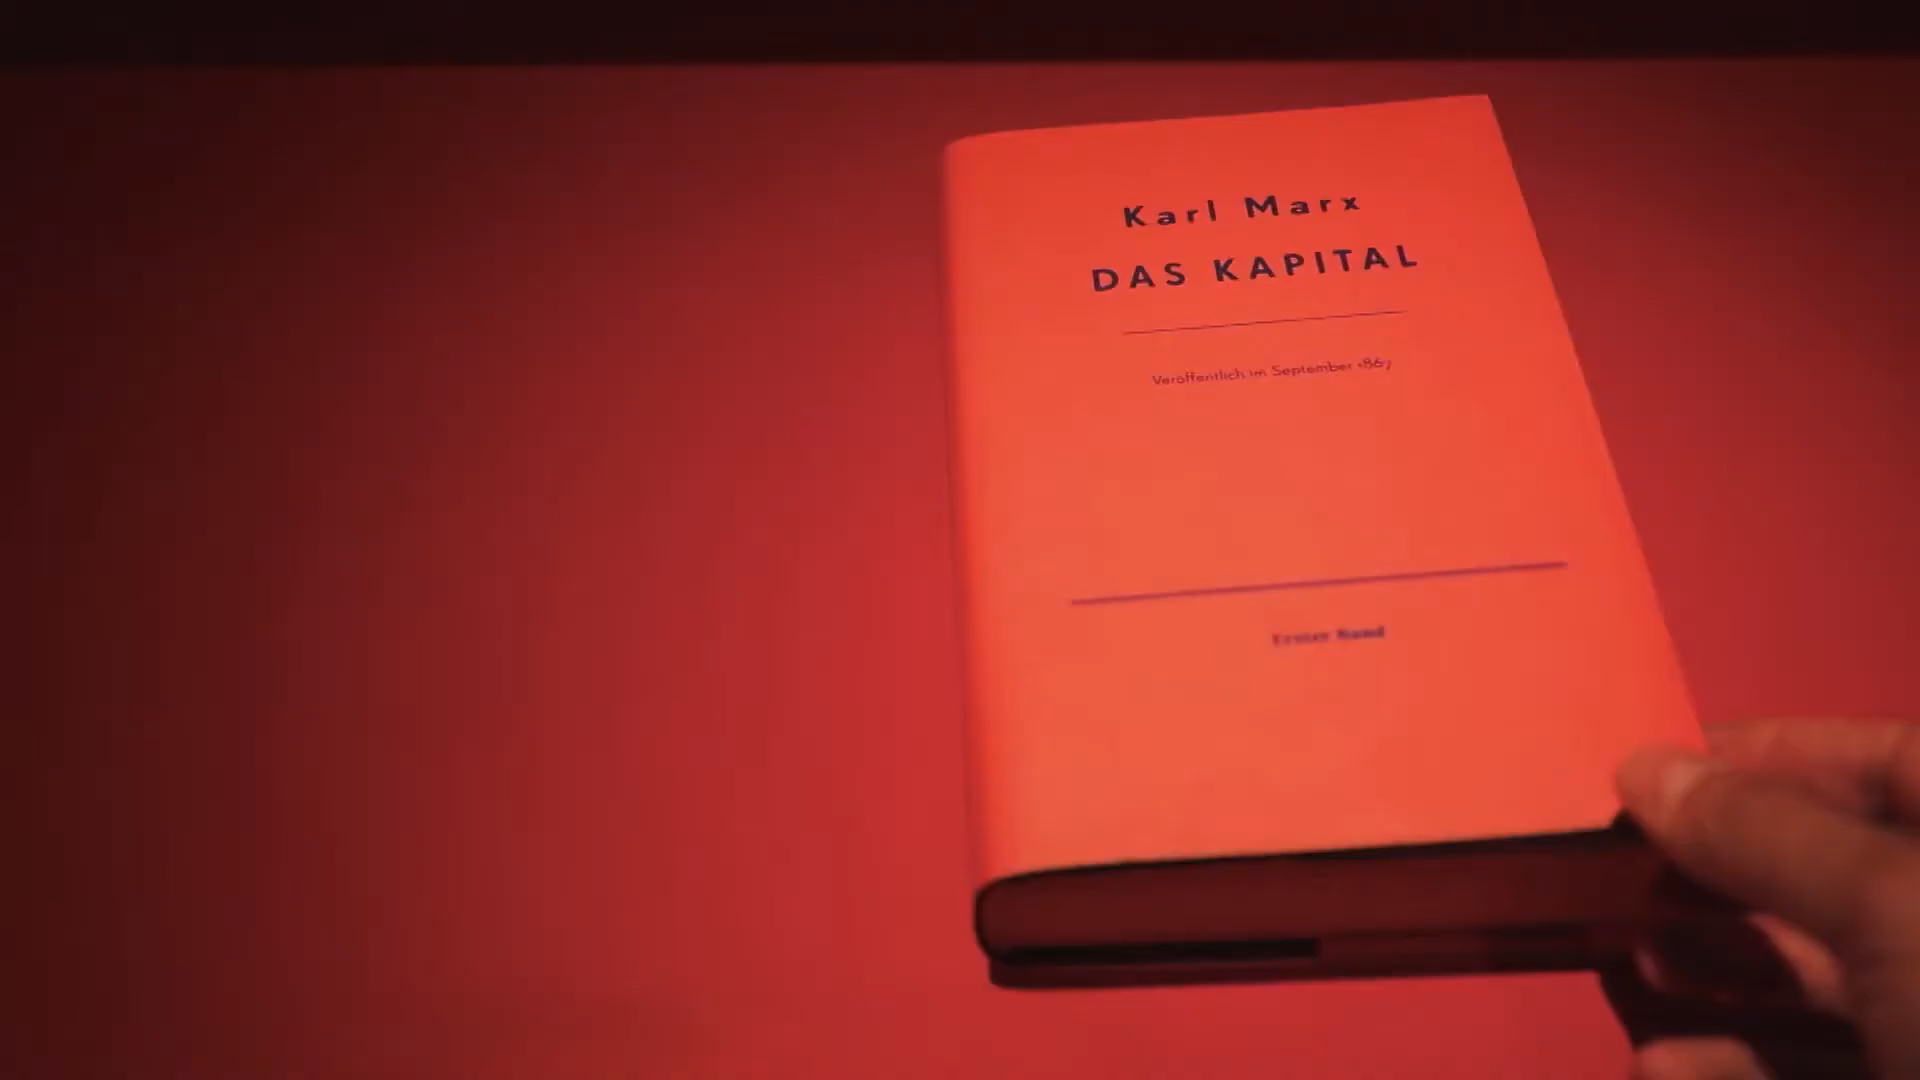 Karl Marx
DAS KAPITAL
Veröffentlich im September 1867
Erster Band